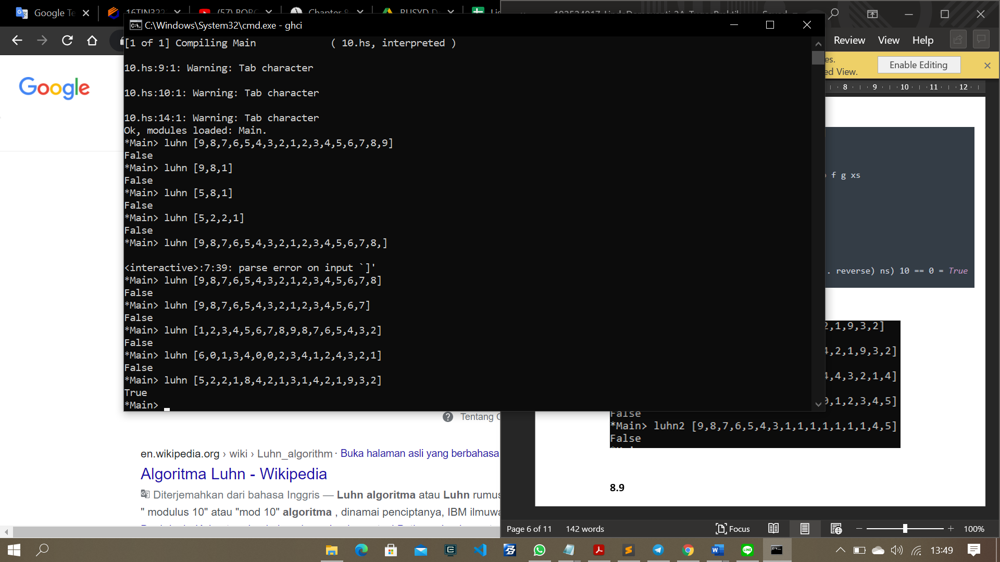 Google Te
16TIN322
(57) BORG
Chapter 8
BUSYD D
Lis
C:\Windows\System32\cmd.exe - ghci
[1 of 1] Compiling Main ( 10.hs, interpreted )
10.hs:9:1: Warning: Tab character
10.hs:10:1: Warning: Tab character
10.hs:14:1: Warning: Tab character
Ok, modules loaded: Main.
*Main> luhn [9,8,7,6,5,4,3,2,1,2,3,4,5,6,7,8,9]
False
*Main> luhn [9,8,1]
False
*Main> luhn [5,8,1]
False
*Main> luhn [5,2,2,1]
False
*Main> luhn [9,8,7,6,5,4,3,2,1,2,3,4,5,6,7,8,]
<interactive>:7:39: parse error on input `]'
*Main> luhn [9,8,7,6,5,4,3,2,1,2,3,4,5,6,7,8]
False
*Main> luhn [9,8,7,6,5,4,3,2,1,2,3,4,5,6,7]
False
*Main> luhn [1,2,3,4,5,6,7,8,9,8,7,6,5,4,3,2]
False
*Main> luhn [6,0,1,3,4,0,0,2,3,4,1,2,4,3,2,1]
False
*Main> luhn [5,2,2,1,8,4,2,1,3,1,4,2,1,9,3,2]
True
*Main>
Google
Tentang
en.wikipedia.org › wiki › Luhn_algorithm · Buka halaman asli yang berbahasa
Algoritma Luhn - Wikipedia
Diterjemahkan dari bahasa Inggris — Luhn algoritma atau Luhn rumus
" modulus 10" atau "mod 10" algoritma , dinamai penciptanya, IBM ilmuwa
Review View Help
es.
ed View.
Enable Editing
8 9 10 11 12
f g xs
. reverse) ns) 10 == 0 = True
2,1,9,3,2]
4,2,1,9,3,2]
4,4,3,2,1,4]
0,1,2,3,4,5]
False
*Main> luhn2 [9,8,7,6,5,4,3,1,1,1,1,1,1,1,4,5]
False
8.9
Page 6 of 11 142 words
Focus
100%
13:49